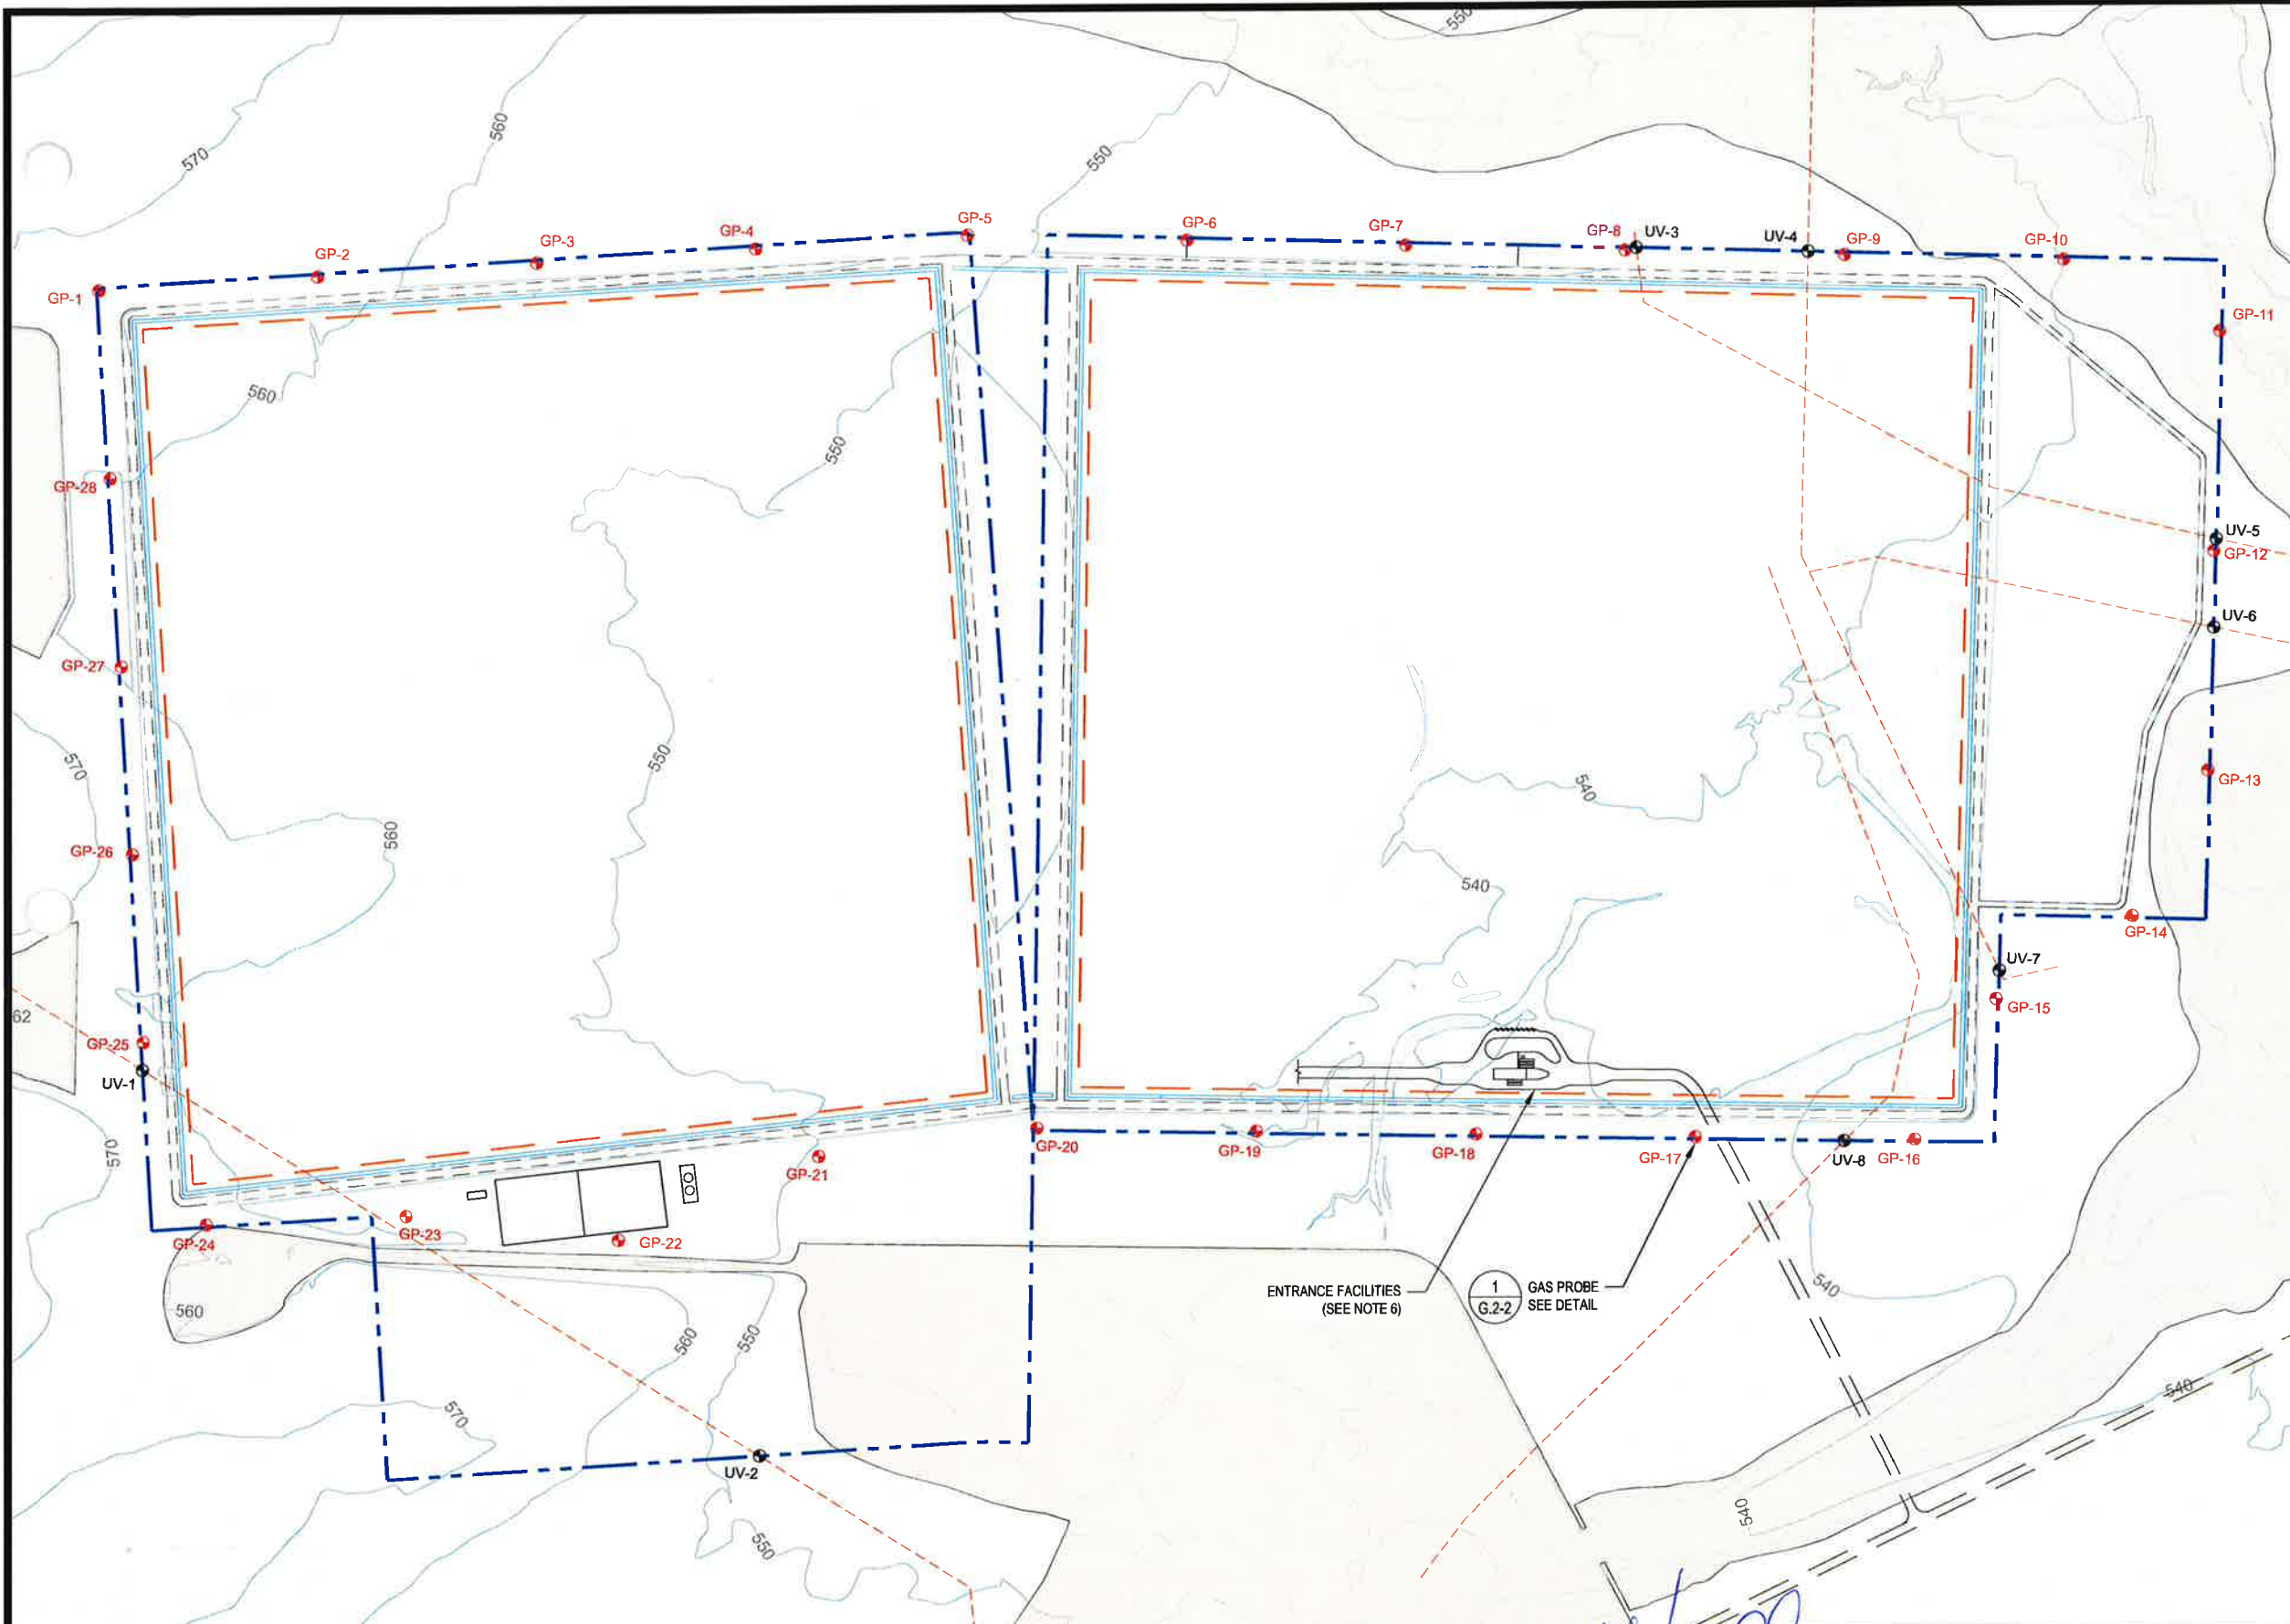 550
560
570
550
GP-5
GP-6
GP-4
GP-7
GP-8
UV-3
UV-4
GP-9
GP-10
GP-3
GP-2
GP-1
GP-11
560
550
GP-28
UV-5
GP-12
UV-6
GP-27
550
570
540
GP-13
560
GP-26
540
GP-14
UV-7
62
GP-15
GP-25
UV-1
570
GP-20
GP-19
GP-18
GP-17
UV-8
GP-16
GP-21
GP-23
GP-24
GP-22
540
ENTRANCE FACILITIES
(SEE NOTE 6)
1
G.2-2
GAS PROBE
SEE DETAIL
560
560
550
540
570
UV-2
540
550